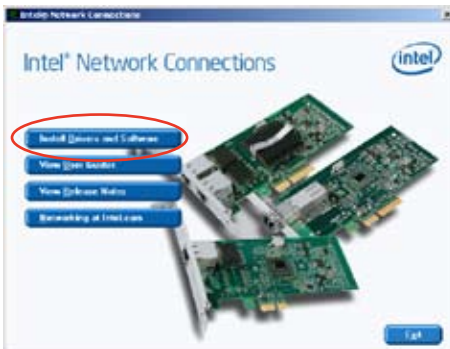 Intel® Network Connections
Intel® Network Connections
intel
Install Drivers and Software
View User Guides
View Release Notes
Networking at Intel.com
Exit